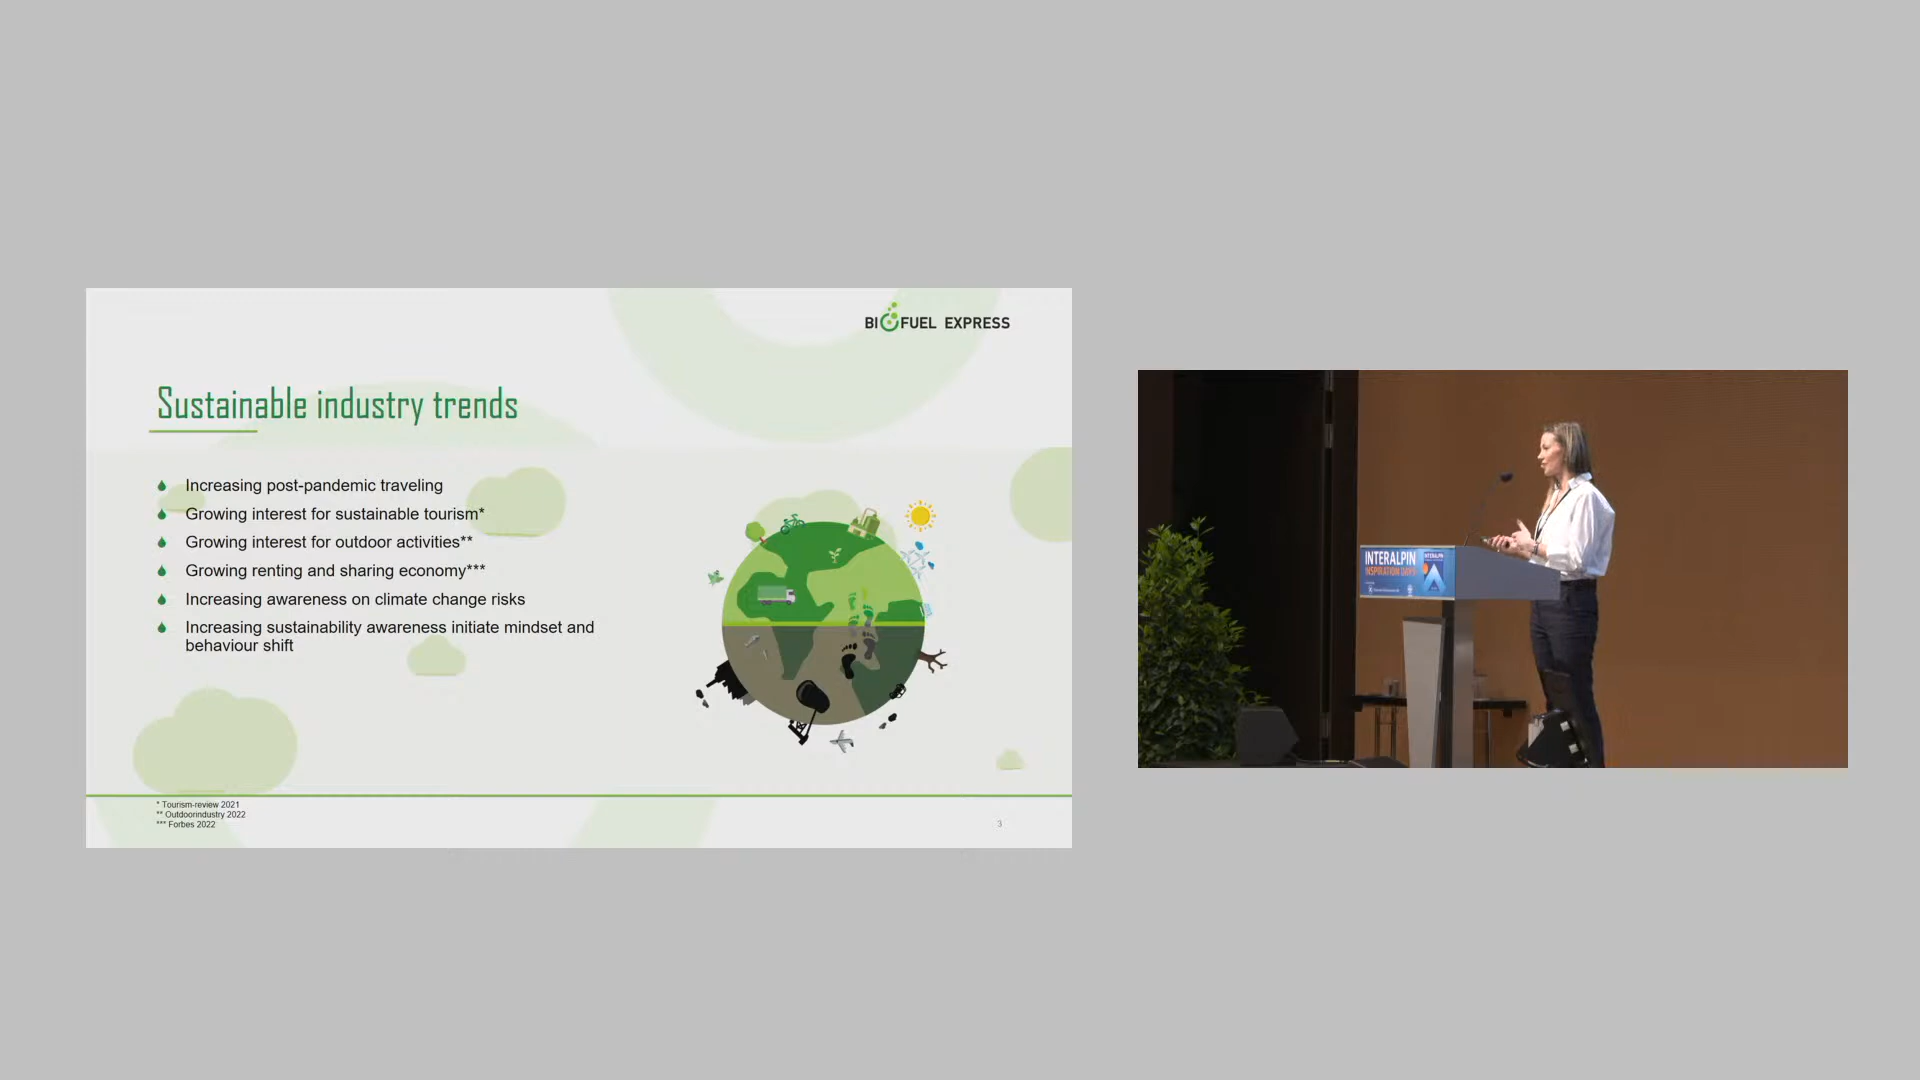 BIOFUEL EXPRESS
Sustainable industry trends
Increasing post-pandemic traveling
Growing interest for sustainable tourism*
Growing interest for outdoor activities**
Growing renting and sharing economy***
Increasing awareness on climate change risks
Increasing sustainability awareness initiate mindset and
behaviour shift
* Tourism-review 2021
** Outdoorindustry 2022
*** Forbes 2022
3
INTERALPIN
INSPIRATION DAYS
INTERALPIN